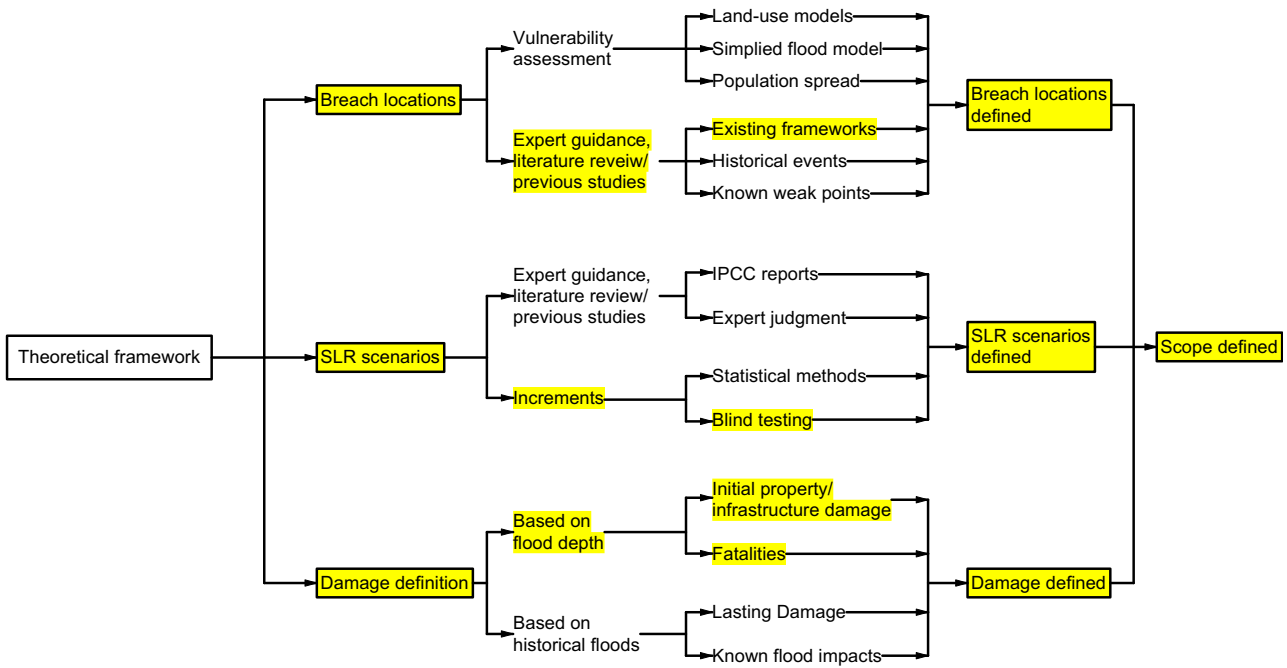 Theoretical framework
Breach locations
Vulnerability
assessment
Land-use models
Simplied flood model
Population spread
Expert guidance,
literature reveiw/
previous studies
Existing frameworks
Historical events
Known weak points
Breach locations
defined
SLR scenarios
Expert guidance,
literature review/
previous studies
IPCC reports
Expert judgment
Increments
Statistical methods
Blind testing
SLR scenarios
defined
Damage definition
Based on
flood depth
Initial property/
infrastructure damage
Fatalities
Based on
historical floods
Lasting Damage
Known flood impacts
Damage defined
Scope defined